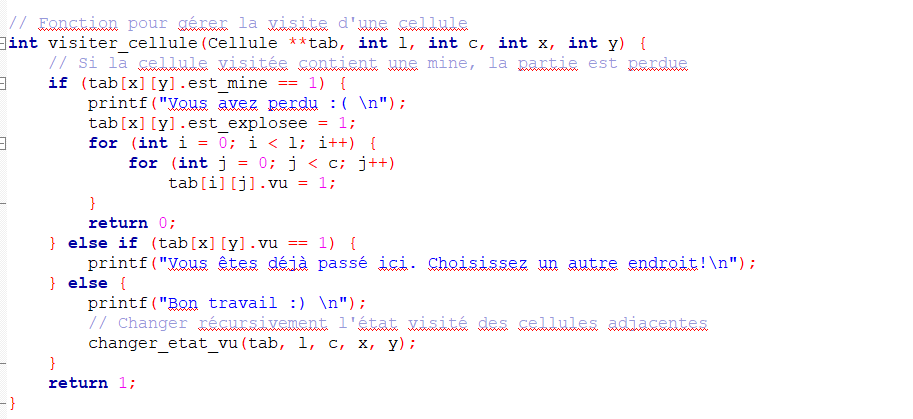 // Fonction pour gérer la visite d'une cellule
int visiter_cellule(Cellule **tab, int l, int c, int x, int y) {
// Si la cellule visitée contient une mine, la partie est perdue
if (tab[x][y].est_mine == 1) {
printf("Vous avez perdu :( \n");
tab[x][y].est_explosee = 1;
for (int i = 0; i < l; i++) {
for (int j = 0; j < c; j++)
tab[i][j].vu = 1;
}
return 0;
} else if (tab[x][y].vu == 1) {
printf("Vous êtes déjà passé ici. Choisissez un autre endroit!\n");
} else {
printf("Bon travail :) \n");
// Changer récursivement l'état visité des cellules adjacentes
changer_etat_vu(tab, l, c, x, y);
}
return 1;
}